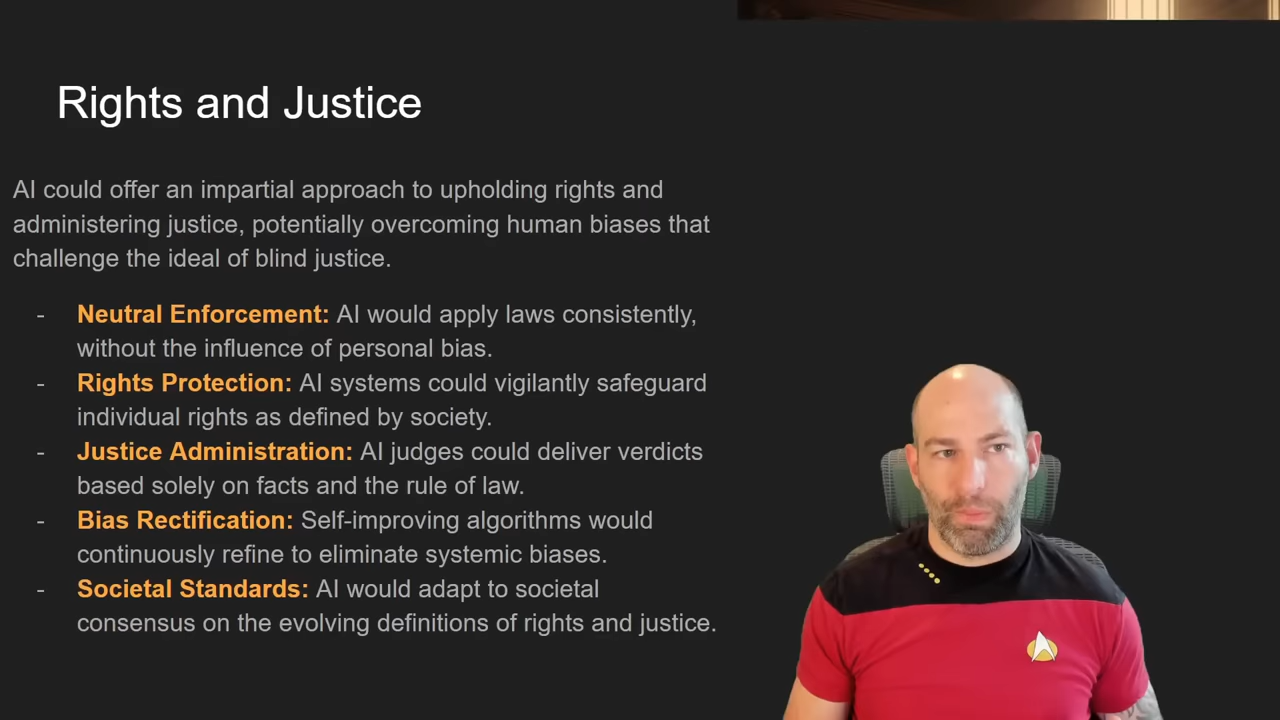 Rights and Justice
AI could offer an impartial approach to upholding rights and
administering justice, potentially overcoming human biases that
challenge the ideal of blind justice.
- Neutral Enforcement: AI would apply laws consistently,
without the influence of personal bias.
- Rights Protection: AI systems could vigilantly safeguard
individual rights as defined by society.
- Justice Administration: AI judges could deliver verdicts
based solely on facts and the rule of law.
- Bias Rectification: Self-improving algorithms would
continuously refine to eliminate systemic biases.
- Societal Standards: AI would adapt to societal
consensus on the evolving definitions of rights and justice.